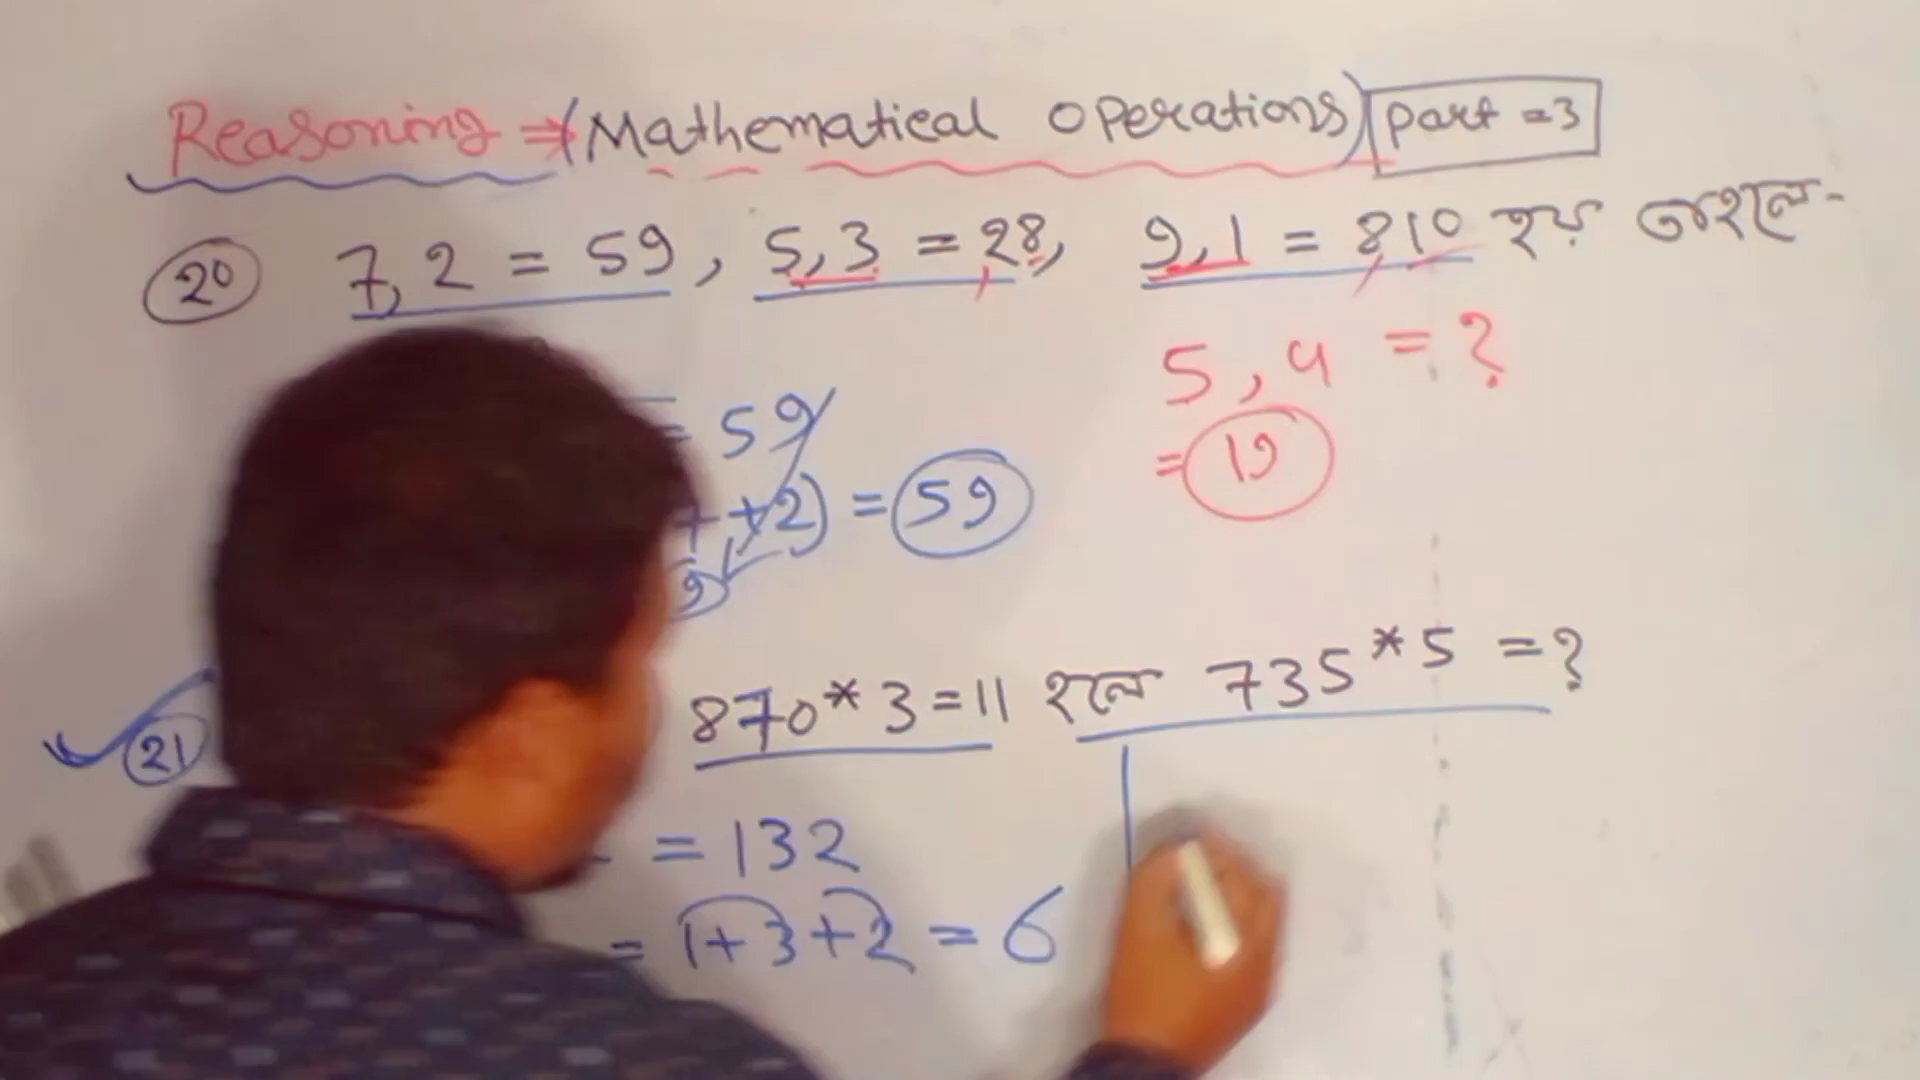 Reasoning ⇒ (Mathematical Operations) Part = 3
20 7, 2 = 59, 5, 3 = 28, 9, 1 = 810 হয় তাহলে-
5, 4 = ?
= 59
= 19
+2) = 59
9
21 870*3=11 হলে 735*5 = ?
= 132
= 1+3+2 = 6